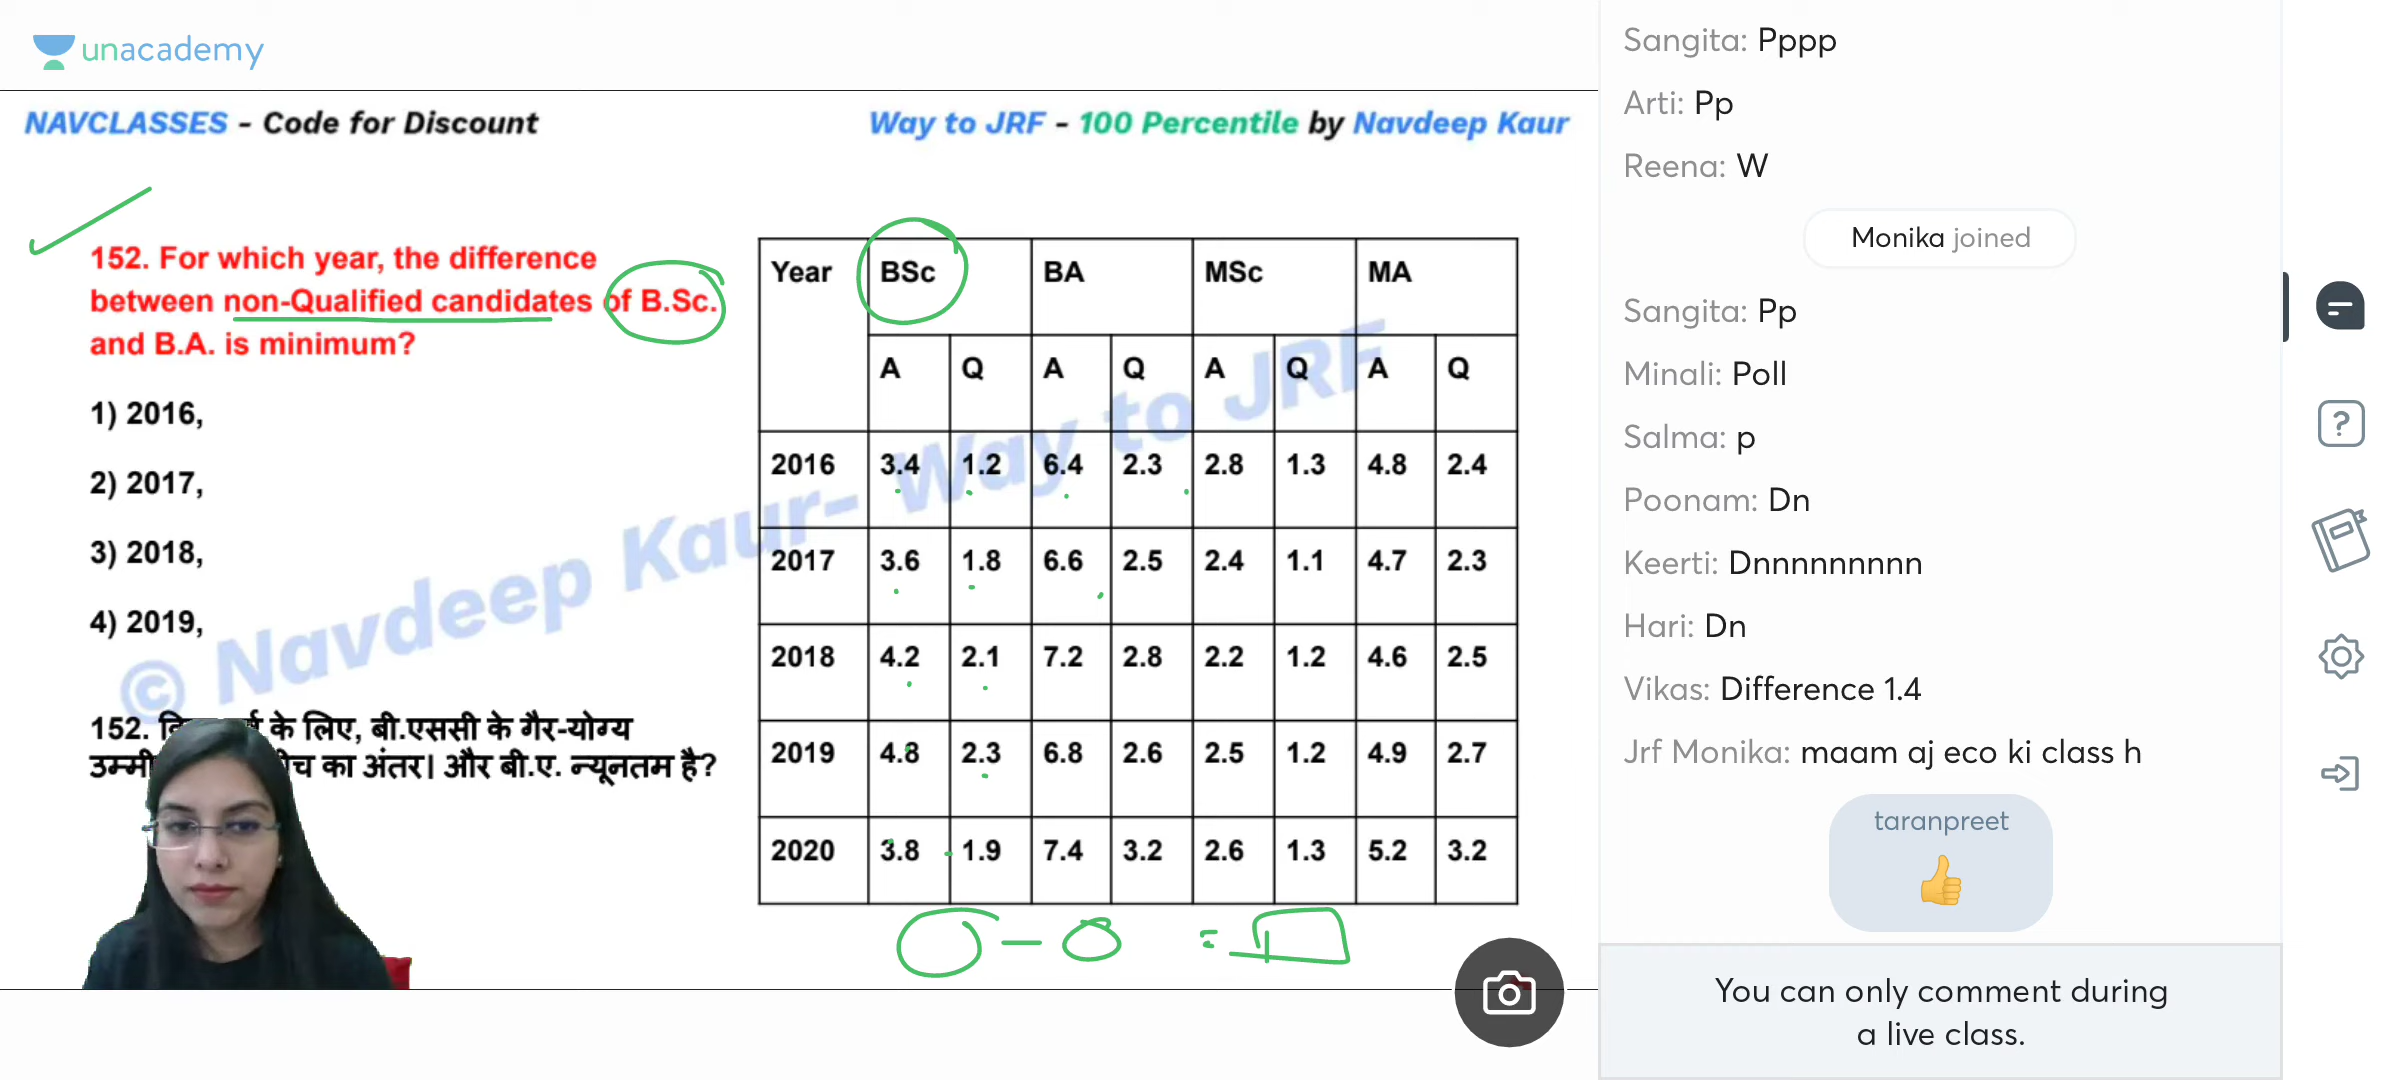 unacademy
NAVCLASSES - Code for Discount
Way to JRF - 100 Percentile by Navdeep Kaur
152. For which year, the difference
between non-Qualified candidates of B.Sc.
and B.A. is minimum?
1) 2016,
2) 2017,
3) 2018,
4) 2019,
152. के लिए, बी.एससी के गैर-योग्य
उम्मी च का अंतर। और बी.ए. न्यूनतम है?
Year BSc BA MSc MA
A Q A Q A Q A Q
2016 3.4 1.2 6.4 2.3 2.8 1.3 4.8 2.4
2017 3.6 1.8 6.6 2.5 2.4 1.1 4.7 2.3
2018 4.2 2.1 7.2 2.8 2.2 1.2 4.6 2.5
2019 4.8 2.3 6.8 2.6 2.5 1.2 4.9 2.7
2020 3.8 1.9 7.4 3.2 2.6 1.3 5.2 3.2
© Navdeep Kaur- Way to JRF
Sangita: Pppp
Arti: Pp
Reena: W
Monika joined
Sangita: Pp
Minali: Poll
Salma: p
Poonam: Dn
Keerti: Dnnnnnnnnn
Hari: Dn
Vikas: Difference 1.4
Jrf Monika: maam aj eco ki class h
taranpreet
You can only comment during
a live class.